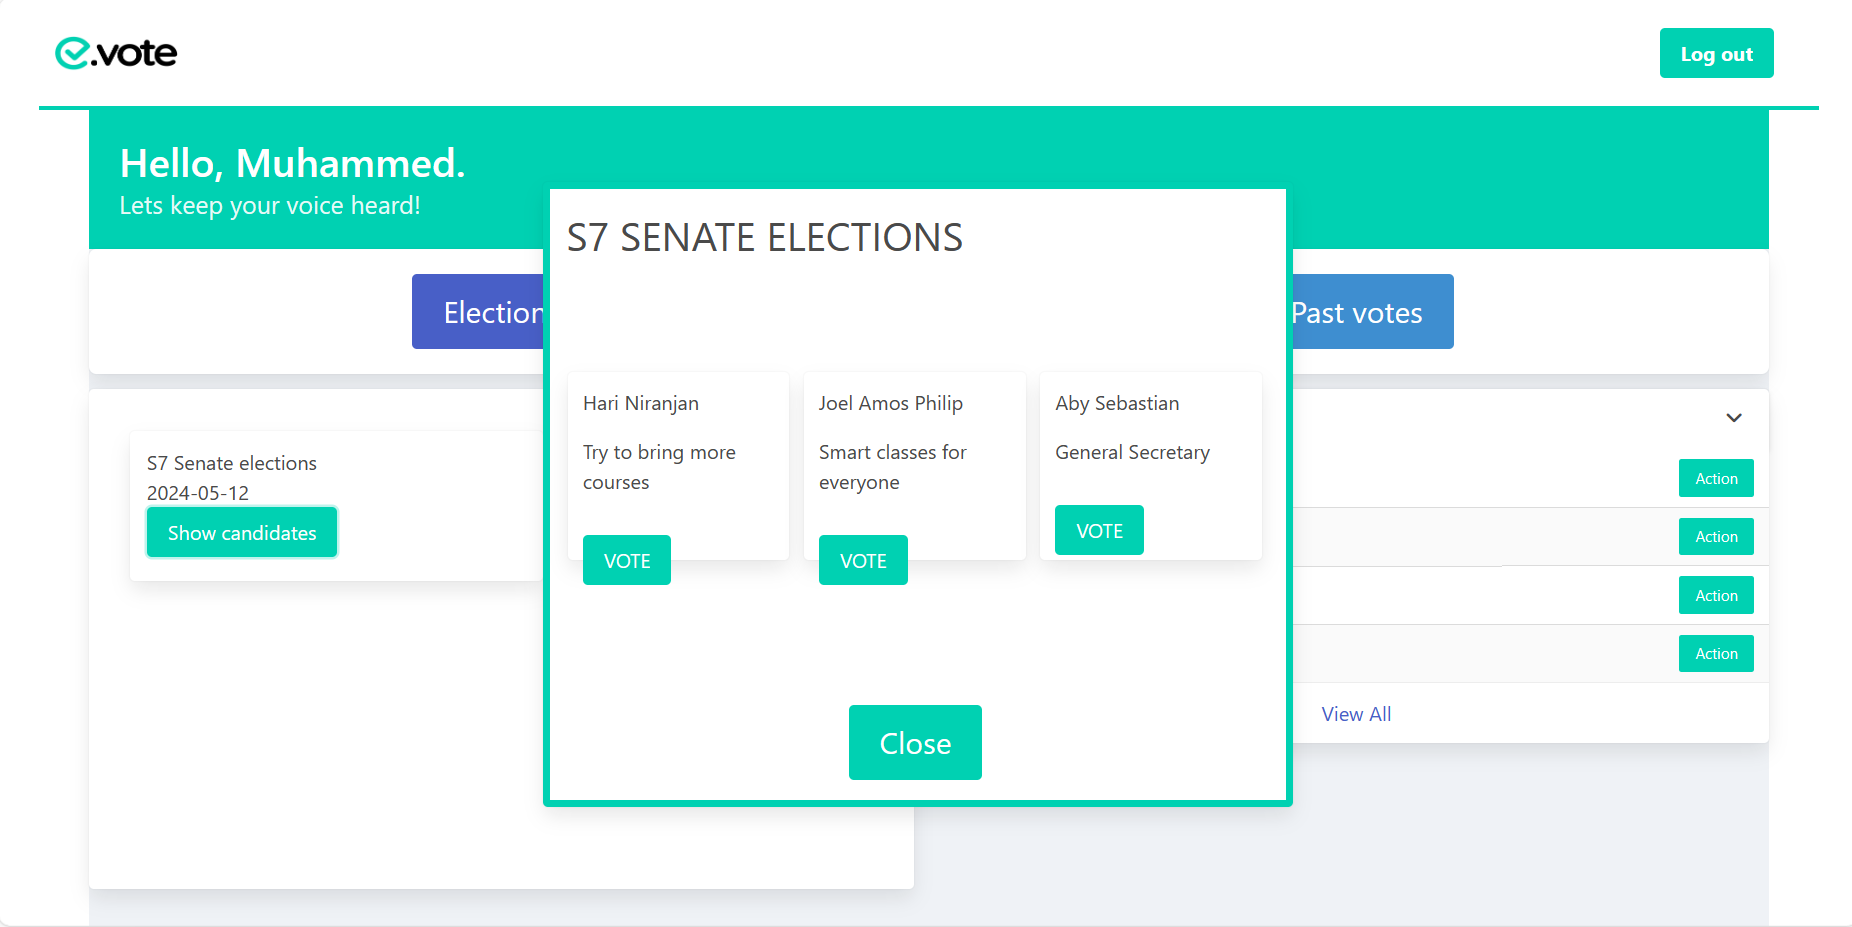 e.vote
Log out
Hello, Muhammed.
Lets keep your voice heard!
Election
Past votes
S7 SENATE ELECTIONS
Hari Niranjan
Try to bring more
courses
VOTE
Joel Amos Philip
Smart classes for
everyone
VOTE
Aby Sebastian
General Secretary
VOTE
Close
S7 Senate elections
2024-05-12
Show candidates
Action
Action
Action
Action
View All